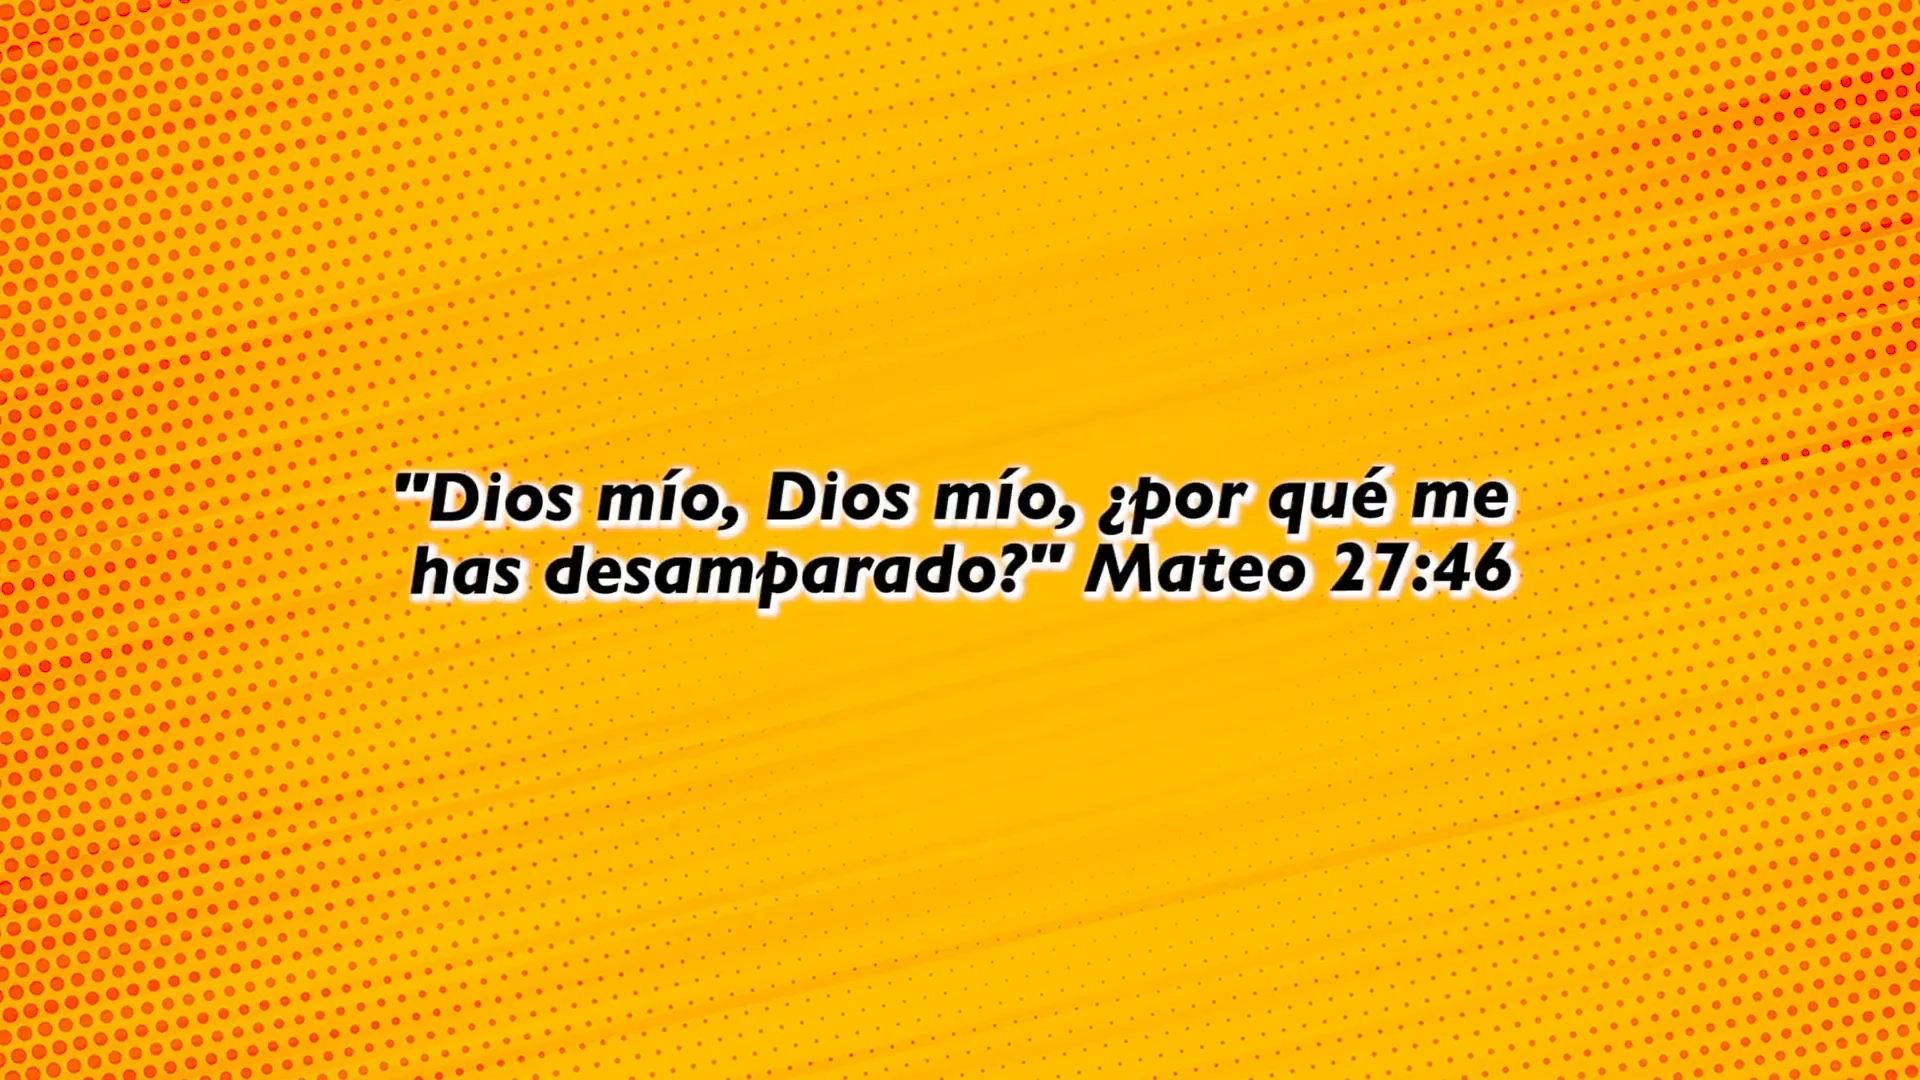 "Dios mío, Dios mío, ¿por qué me
has desamparado?" Mateo 27:46